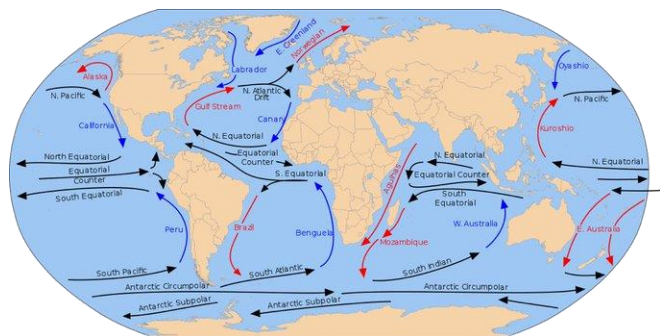 E. Greenland
Norwegian
Labrador
Alaska
Oyashio
N. Pacific
N. Atlantic
Drift
N. Pacific
Gulf Stream
California
Canary
Kuroshio
N. Equatorial
North Equatorial
Equatorial
Counter
N. Equatorial
N. Equatorial
Equatorial
Counter
S. Equatorial
Equatorial Counter
South
Equatorial
South Equatorial
Agulhas
Peru
Brazil
Benguela
Mozambique
W. Australia
E. Australia
South Pacific
South Atlantic
South Indian
Antarctic Circumpolar
Antarctic Circumpolar
Antarctic Subpolar
Antarctic Subpolar